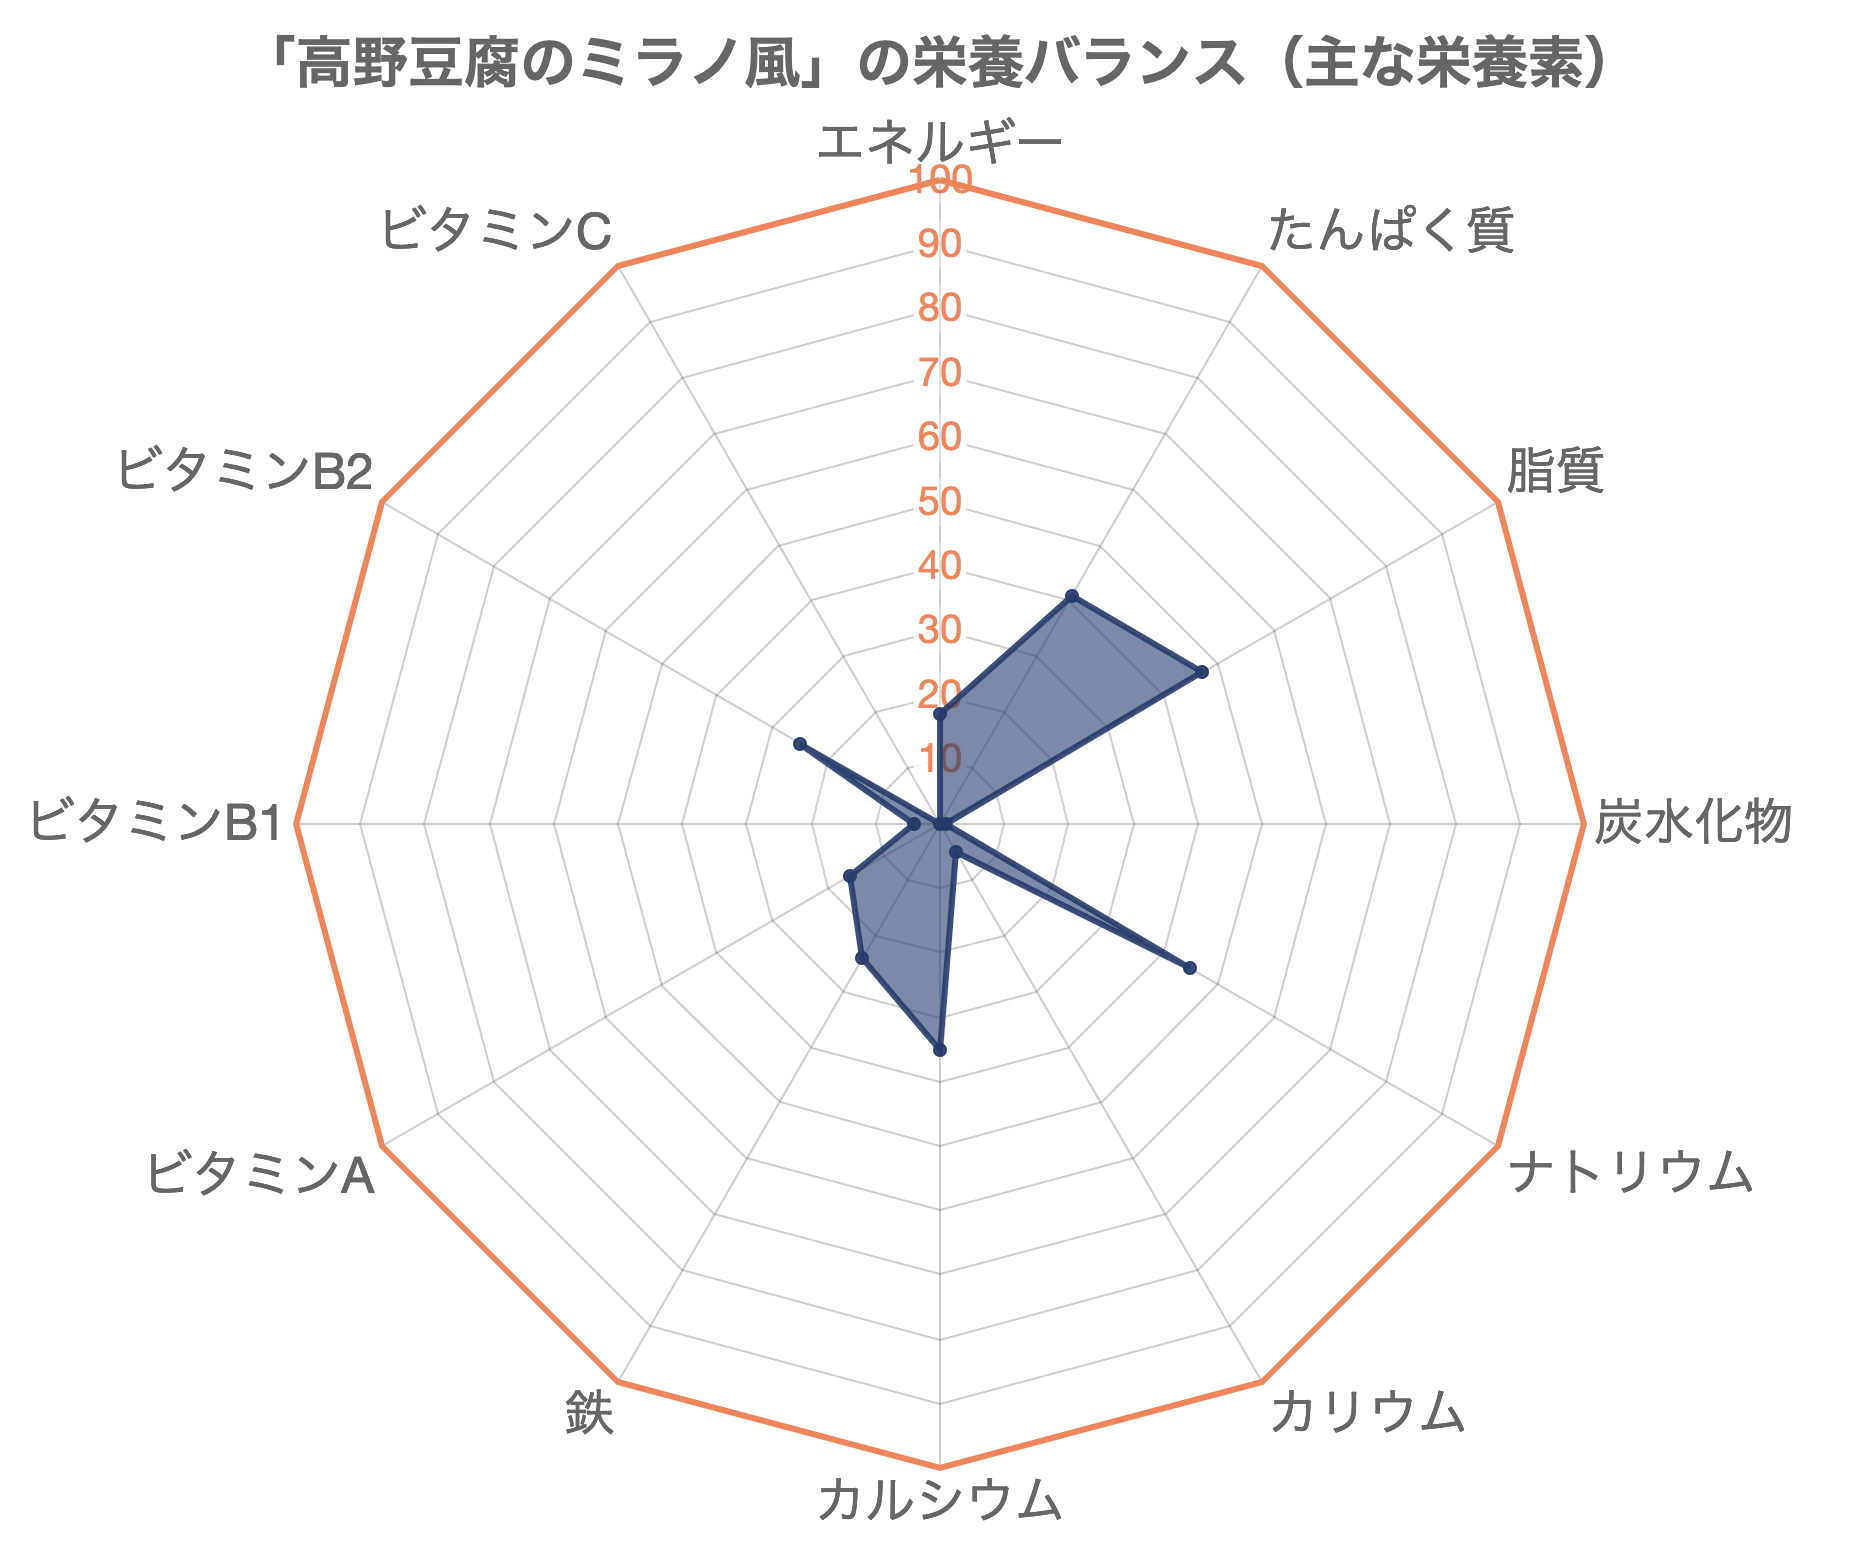 「高野豆腐のミラノ風」の栄養バランス（主な栄養素）
エネルギー
100
ビタミンC
たんぱく質
90
80
70
60
ビタミンB2
脂質
50
40
30
20
10
ビタミンB1
炭水化物
ビタミンA
ナトリウム
鉄
カリウム
カルシウム